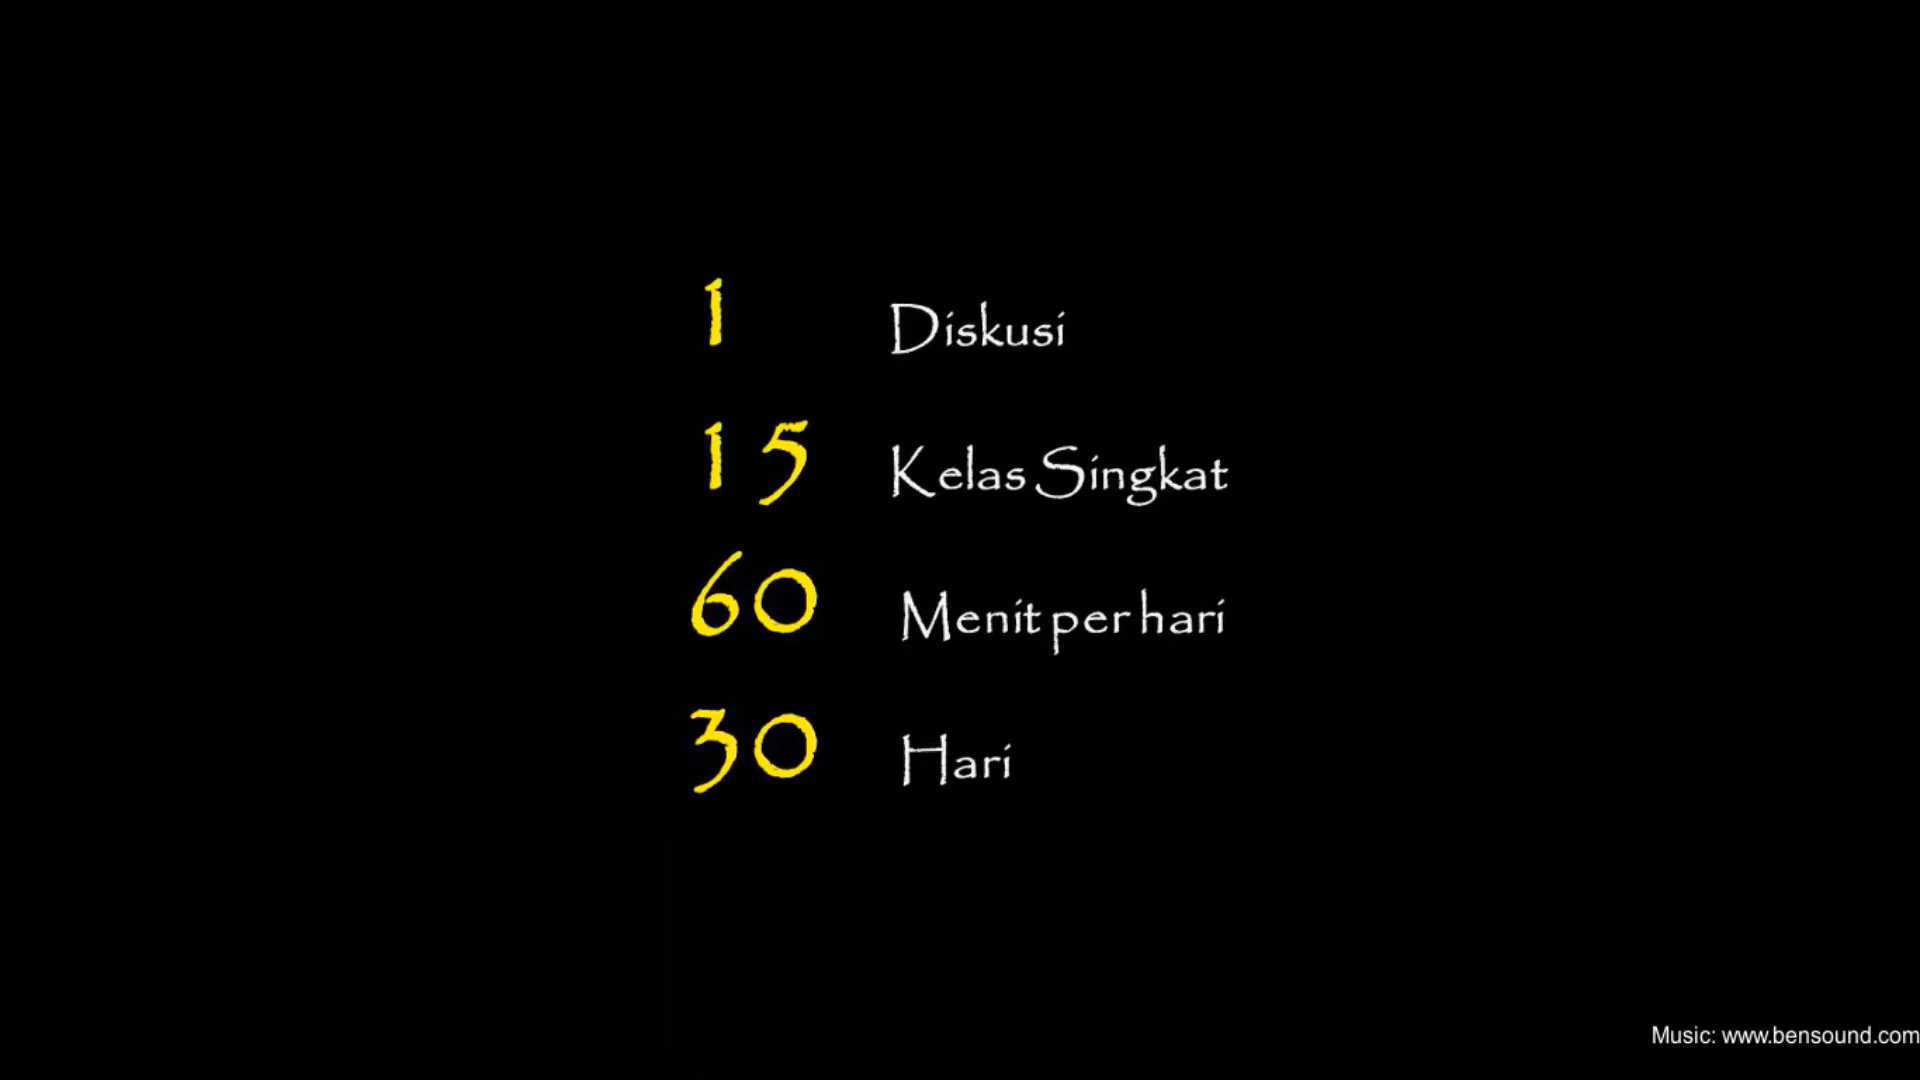 1 Diskusi
15 Kelas Singkat
60 Menit per hari
30 Hari
Music: www.bensound.com